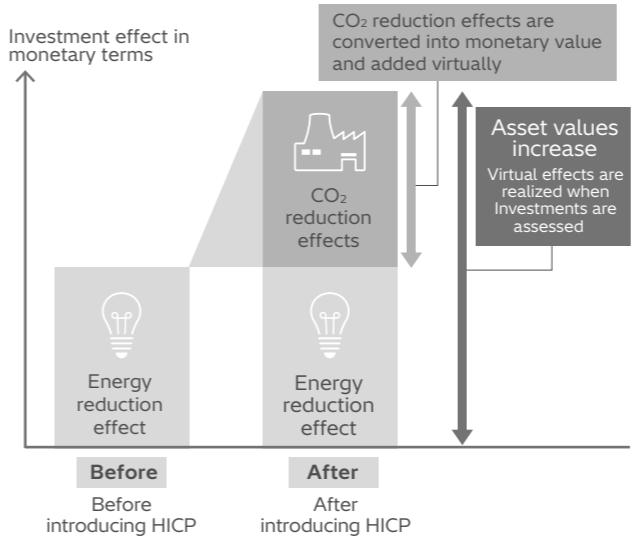 Investment effect in
monetary terms
CO₂ reduction effects are
converted into monetary value
and added virtually
Asset values
increase
Virtual effects are
realized when
Investments are
assessed
CO₂
reduction
effects
Energy
reduction
effect
Energy
reduction
effect
Before
After
Before
introducing HICP
After
introducing HICP